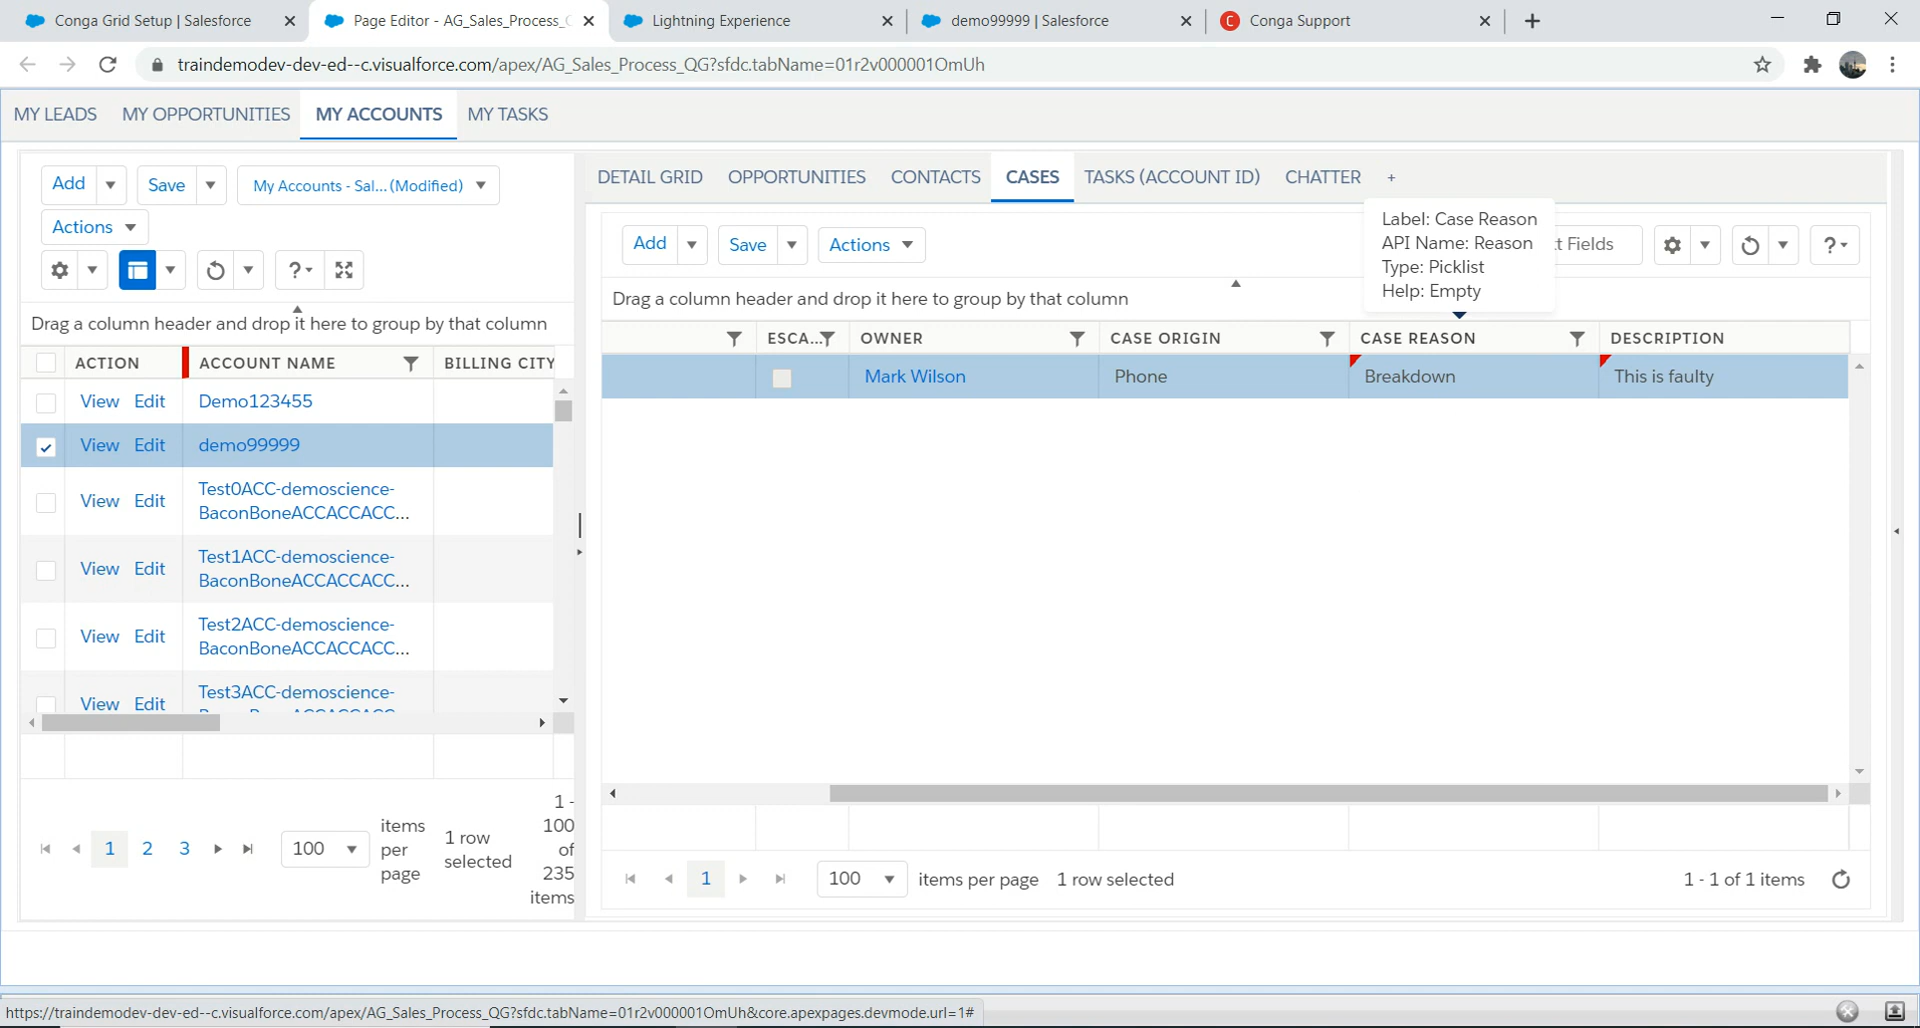 Conga Grid Setup | Salesforce
Page Editor - AG_Sales_Process_
Lightning Experience
demo99999 | Salesforce
C Conga Support
traindemodev-dev-ed--c.visualforce.com/apex/AG_Sales_Process_QG?sfdc.tabName=01r2v000001OmUh
MY LEADS MY OPPORTUNITIES MY ACCOUNTS MY TASKS
Add Save My Accounts - Sal... (Modified)
Actions
?
Drag a column header and drop it here to group by that column
ACTION ACCOUNT NAME BILLING CITY
View Edit Demo123455
View Edit demo99999
View Edit Test0ACC-demoscience-
BaconBoneACCACCACC...
View Edit Test1ACC-demoscience-
BaconBoneACCACCACC...
View Edit Test2ACC-demoscience-
BaconBoneACCACCACC...
View Edit Test3ACC-demoscience-
1 2 3 100
items
per
page
1 row
selected
1 -
100
of
235
items
DETAIL GRID OPPORTUNITIES CONTACTS CASES TASKS (ACCOUNT ID) CHATTER +
Label: Case Reason
API Name: Reason
Type: Picklist
Help: Empty
Add Save Actions Fields ?
Drag a column header and drop it here to group by that column
ESCA... OWNER CASE ORIGIN CASE REASON DESCRIPTION
Mark Wilson Phone Breakdown This is faulty
1 100 items per page 1 row selected 1 - 1 of 1 items
https://traindemodev-dev-ed--c.visualforce.com/apex/AG_Sales_Process_QG?sfdc.tabName=01r2v000001OmUh&core.apexpages.devmode.url=1#